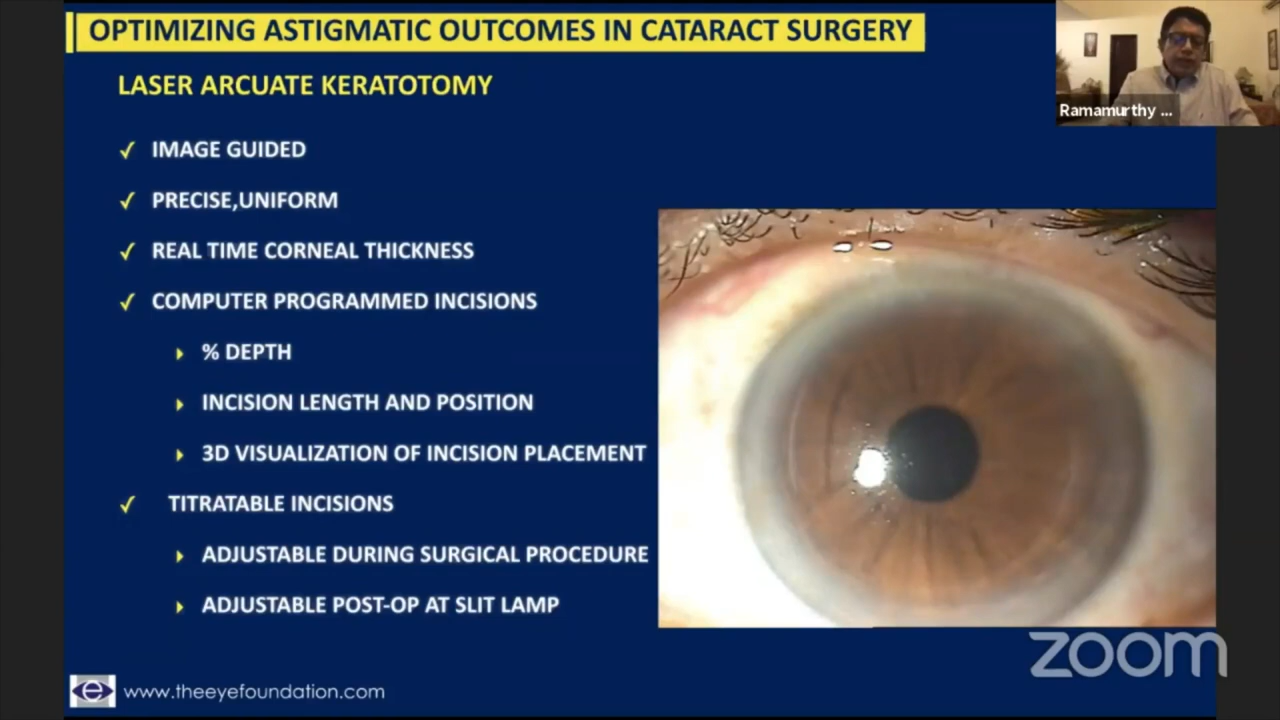 OPTIMIZING ASTIGMATIC OUTCOMES IN CATARACT SURGERY
LASER ARCUATE KERATOTOMY
✓ IMAGE GUIDED
✓ PRECISE,UNIFORM
✓ REAL TIME CORNEAL THICKNESS
✓ COMPUTER PROGRAMMED INCISIONS
% DEPTH
INCISION LENGTH AND POSITION
3D VISUALIZATION OF INCISION PLACEMENT
✓ TITRATABLE INCISIONS
ADJUSTABLE DURING SURGICAL PROCEDURE
ADJUSTABLE POST-OP AT SLIT LAMP
www.theeyefoundation.com
Ramamurthy ...
zoom